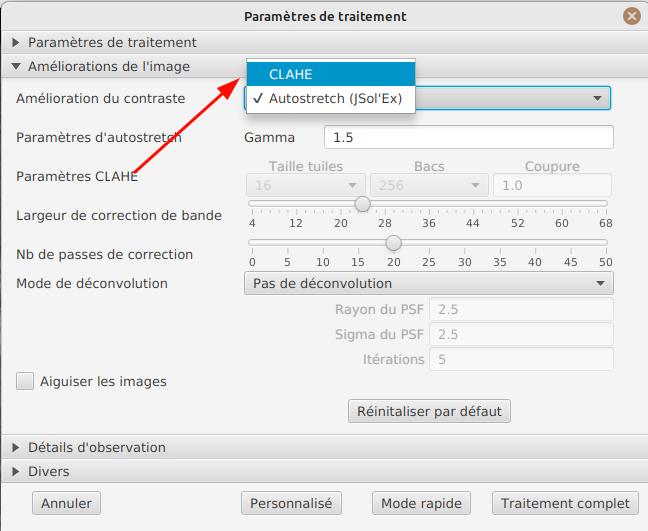 Paramètres de traitement
Paramètres de traitement
Améliorations de l'image
CLAHE
Amélioration du contraste
✓ Autostretch (JSol'Ex)
Paramètres d'autostretch Gamma 1.5
Taille tuiles Bacs Coupure
Paramètres CLAHE 16 256 1.0
Largeur de correction de bande
4 12 20 28 36 44 52 60 68
Nb de passes de correction
0 5 10 15 20 25 30 35 40 45 50
Mode de déconvolution Pas de déconvolution
Rayon du PSF 2.5
Sigma du PSF 2.5
Itérations 5
Aiguiser les images
Réinitaliser par défaut
Détails d'observation
Divers
Annuler Personnalisé Mode rapide Traitement complet